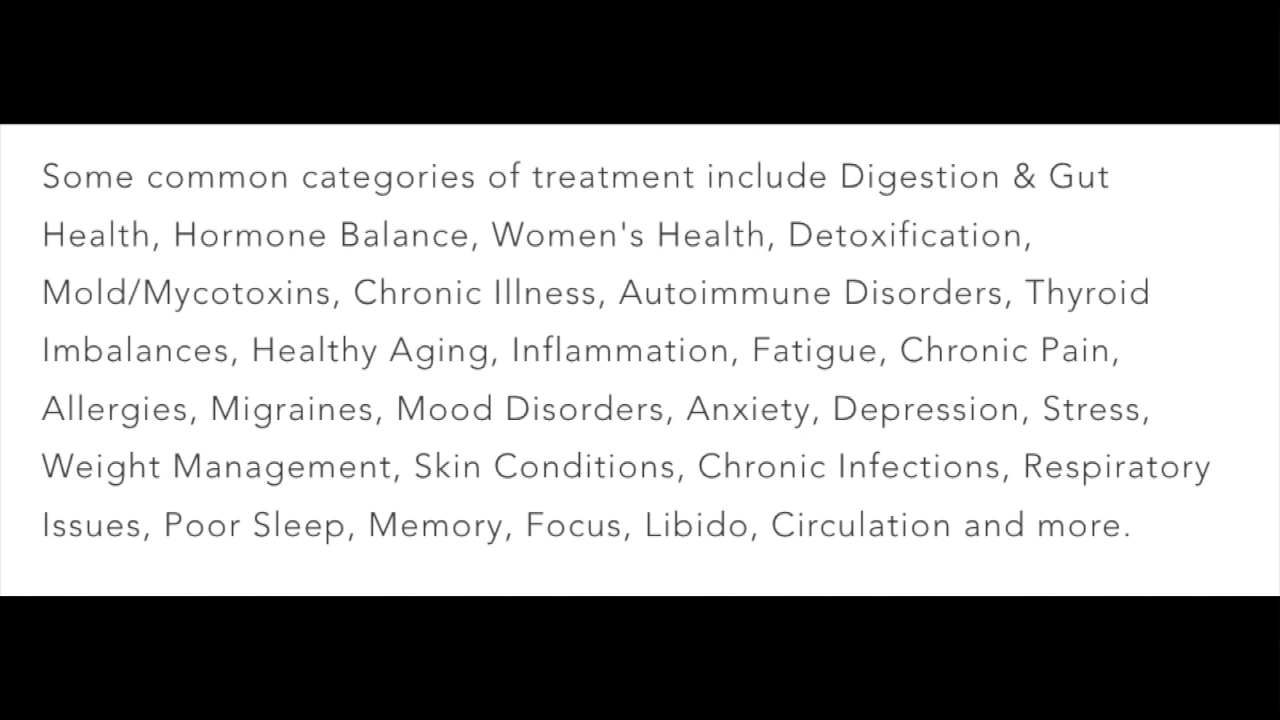 Some common categories of treatment include Digestion & Gut
Health, Hormone Balance, Women's Health, Detoxification,
Mold/Mycotoxins, Chronic Illness, Autoimmune Disorders, Thyroid
Imbalances, Healthy Aging, Inflammation, Fatigue, Chronic Pain,
Allergies, Migraines, Mood Disorders, Anxiety, Depression, Stress,
Weight Management, Skin Conditions, Chronic Infections, Respiratory
Issues, Poor Sleep, Memory, Focus, Libido, Circulation and more.